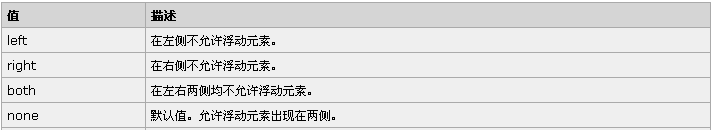 值 描述
left 在左侧不允许浮动元素。
right 在右侧不允许浮动元素。
both 在左右两侧均不允许浮动元素。
none 默认值。允许浮动元素出现在两侧。